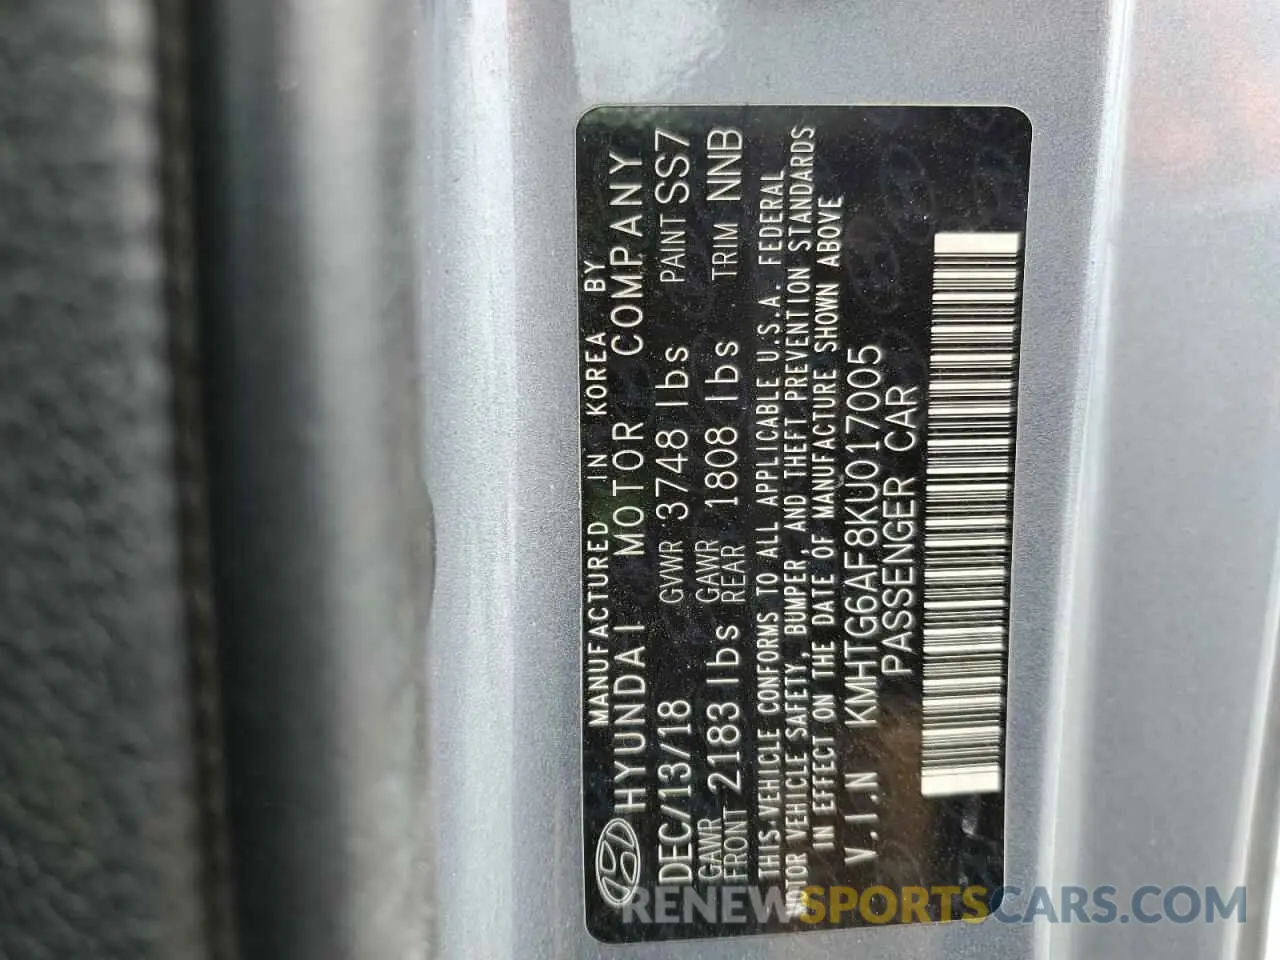 MANUFACTURED IN KOREA BY
HYUNDAI MOTOR COMPANY
DEC/13/18 GVWR 3748 lbs PAINT SS7
GAWR FRONT 2183 lbs GAWR REAR 1808 lbs TRIM NNB
THIS VEHICLE CONFORMS TO ALL APPLICABLE U.S.A. FEDERAL
MOTOR VEHICLE SAFETY, BUMPER, AND THEFT PREVENTION STANDARDS
IN EFFECT ON THE DATE OF MANUFACTURE SHOWN ABOVE
V.I.N KMHTG6AF8KU017005
PASSENGER CAR
RENEWSPORTSCARS.COM